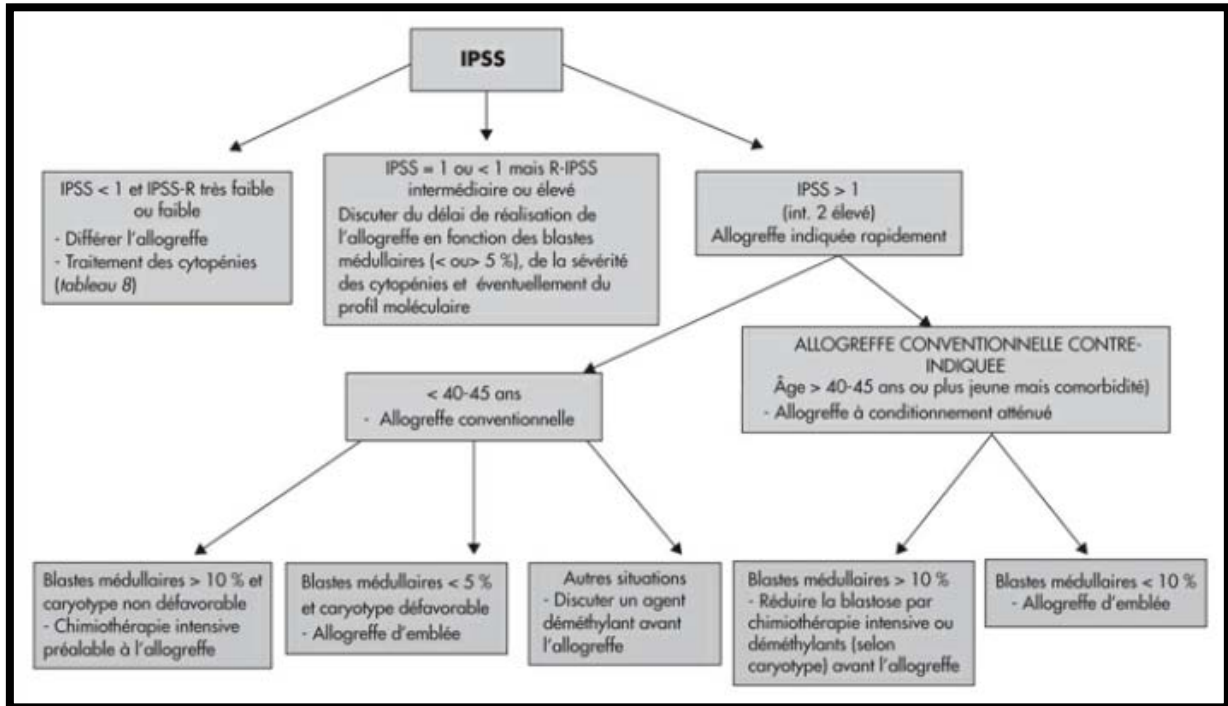 IPSS
IPSS < 1 et IPSS-R très faible
ou faible
- Différer l'allogreffe
- Traitement des cytopénies
(tableau 8)
IPSS = 1 ou < 1 mais R-IPSS
intermédiaire ou élevé
Discuter du délai de réalisation de
l'allogreffe en fonction des blastes
médullaires (< ou> 5 %), de la sévérité
des cytopénies et éventuellement du
profil moléculaire
IPSS > 1
(int. 2 élevé)
Allogreffe indiquée rapidement
< 40-45 ans
- Allogreffe conventionnelle
ALLOGREFFE CONVENTIONNELLE CONTRE-
INDIQUEE
Âge > 40-45 ans ou plus jeune mais comorbidité)
- Allogreffe à conditionnement atténué
Blastes médullaires > 10 % et
caryotype non défavorable
- Chimiothérapie intensive
préalable à l'allogreffe
Blastes médullaires < 5 %
et caryotype défavorable
- Allogreffe d'emblée
Autres situations
- Discuter un agent
déméthylant avant
l'allogreffe
Blastes médullaires > 10 %
- Réduire la blastose par
chimiothérapie intensive ou
déméthylants (selon
caryotype) avant l'allogreffe
Blastes médullaires < 10 %
- Allogreffe d'emblée